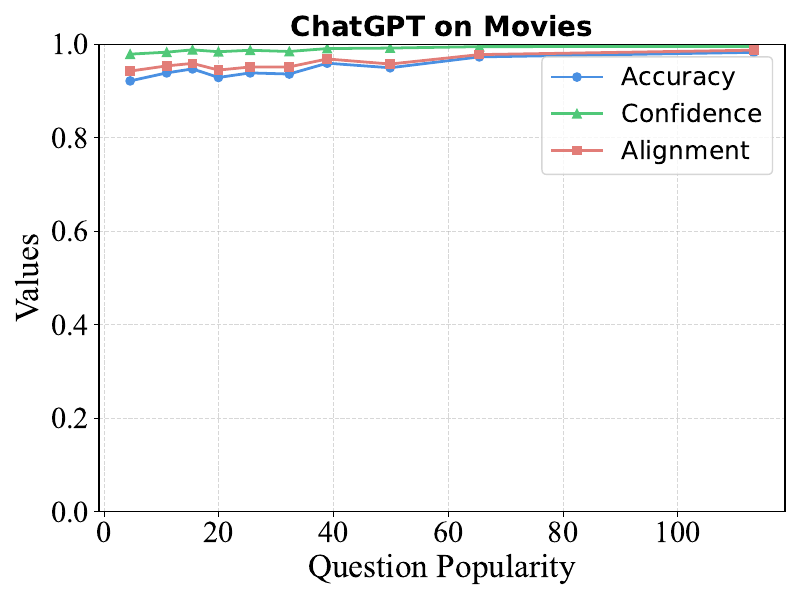 ChatGPT on Movies
1.0
0.8
0.6
0.4
0.2
0.0
Values
Accuracy
Confidence
Alignment
0 20 40 60 80 100
Question Popularity